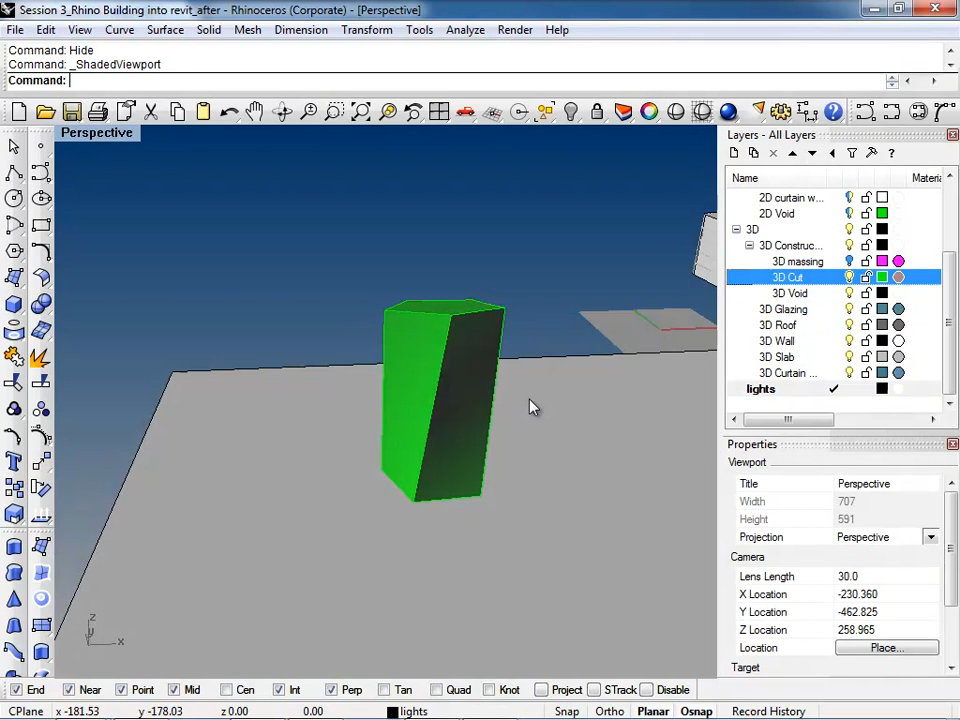 Session 3_Rhino Building into revit_after - Rhinoceros (Corporate) - [Perspective]
File Edit View Curve Surface Solid Mesh Dimension Transform Tools Analyze Render Help
Command: Hide
Command: _ShadedViewport
Command:
Perspective
Layers - All Layers
Name Materia
2D curtain w...
2D Void
3D
3D Construc...
3D massing
3D Cut
3D Void
3D Glazing
3D Roof
3D Wall
3D Slab
3D Curtain ...
lights
Properties
Viewport
Title Perspective
Width 707
Height 591
Projection Perspective
Camera
Lens Length 30.0
X Location -230.360
Y Location -462.825
Z Location 258.965
Location Place...
Target
z
y
x
End Near Point Mid Cen Int Perp Tan Quad Knot Project STrack Disable
CPlane x -181.53 y -178.03 z 0.00 0.00 lights Snap Ortho Planar Osnap Record History